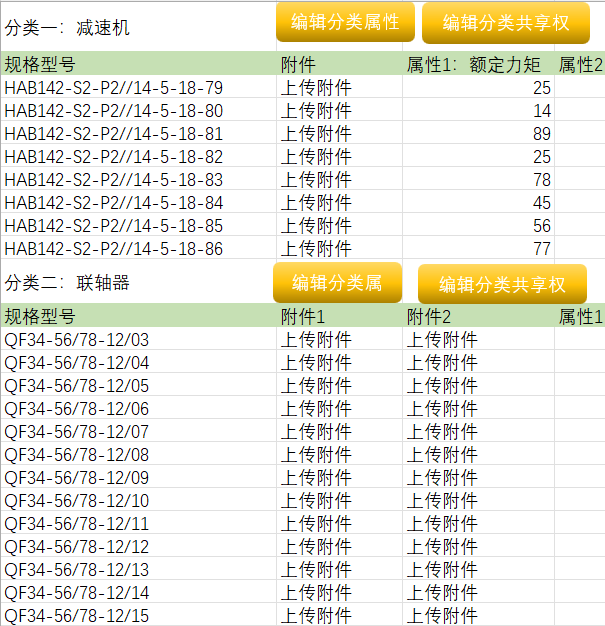 分类一：减速机 编辑分类属性 编辑分类共享权
规格型号 附件 属性1：额定力矩 属性2
HAB142-S2-P2//14-5-18-79 上传附件 25
HAB142-S2-P2//14-5-18-80 上传附件 14
HAB142-S2-P2//14-5-18-81 上传附件 89
HAB142-S2-P2//14-5-18-82 上传附件 25
HAB142-S2-P2//14-5-18-83 上传附件 78
HAB142-S2-P2//14-5-18-84 上传附件 45
HAB142-S2-P2//14-5-18-85 上传附件 56
HAB142-S2-P2//14-5-18-86 上传附件 77
分类二：联轴器 编辑分类属 编辑分类共享权
规格型号 附件1 附件2 属性1
QF34-56/78-12/03 上传附件 上传附件
QF34-56/78-12/04 上传附件 上传附件
QF34-56/78-12/05 上传附件 上传附件
QF34-56/78-12/06 上传附件 上传附件
QF34-56/78-12/07 上传附件 上传附件
QF34-56/78-12/08 上传附件 上传附件
QF34-56/78-12/09 上传附件 上传附件
QF34-56/78-12/10 上传附件 上传附件
QF34-56/78-12/11 上传附件 上传附件
QF34-56/78-12/12 上传附件 上传附件
QF34-56/78-12/13 上传附件 上传附件
QF34-56/78-12/14 上传附件 上传附件
QF34-56/78-12/15 上传附件 上传附件